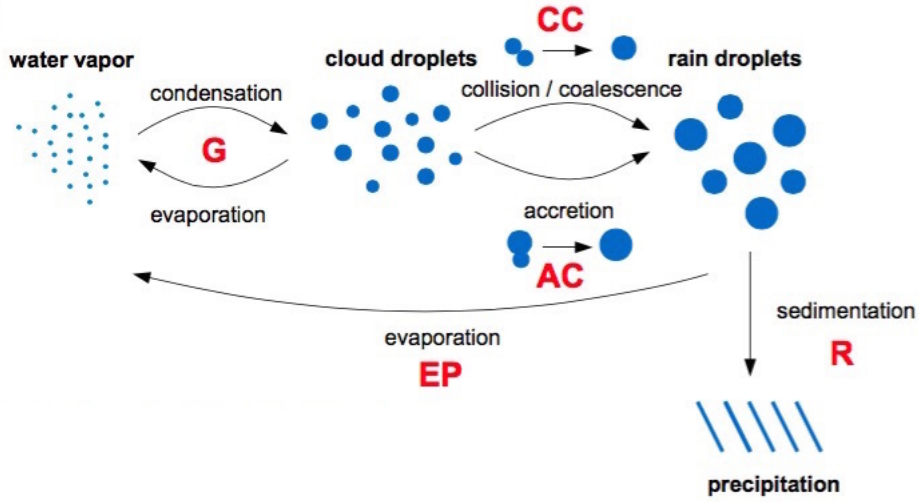 CC
water vapor
cloud droplets
rain droplets
condensation
collision / coalescence
G
evaporation
accretion
AC
evaporation
EP
sedimentation
R
precipitation